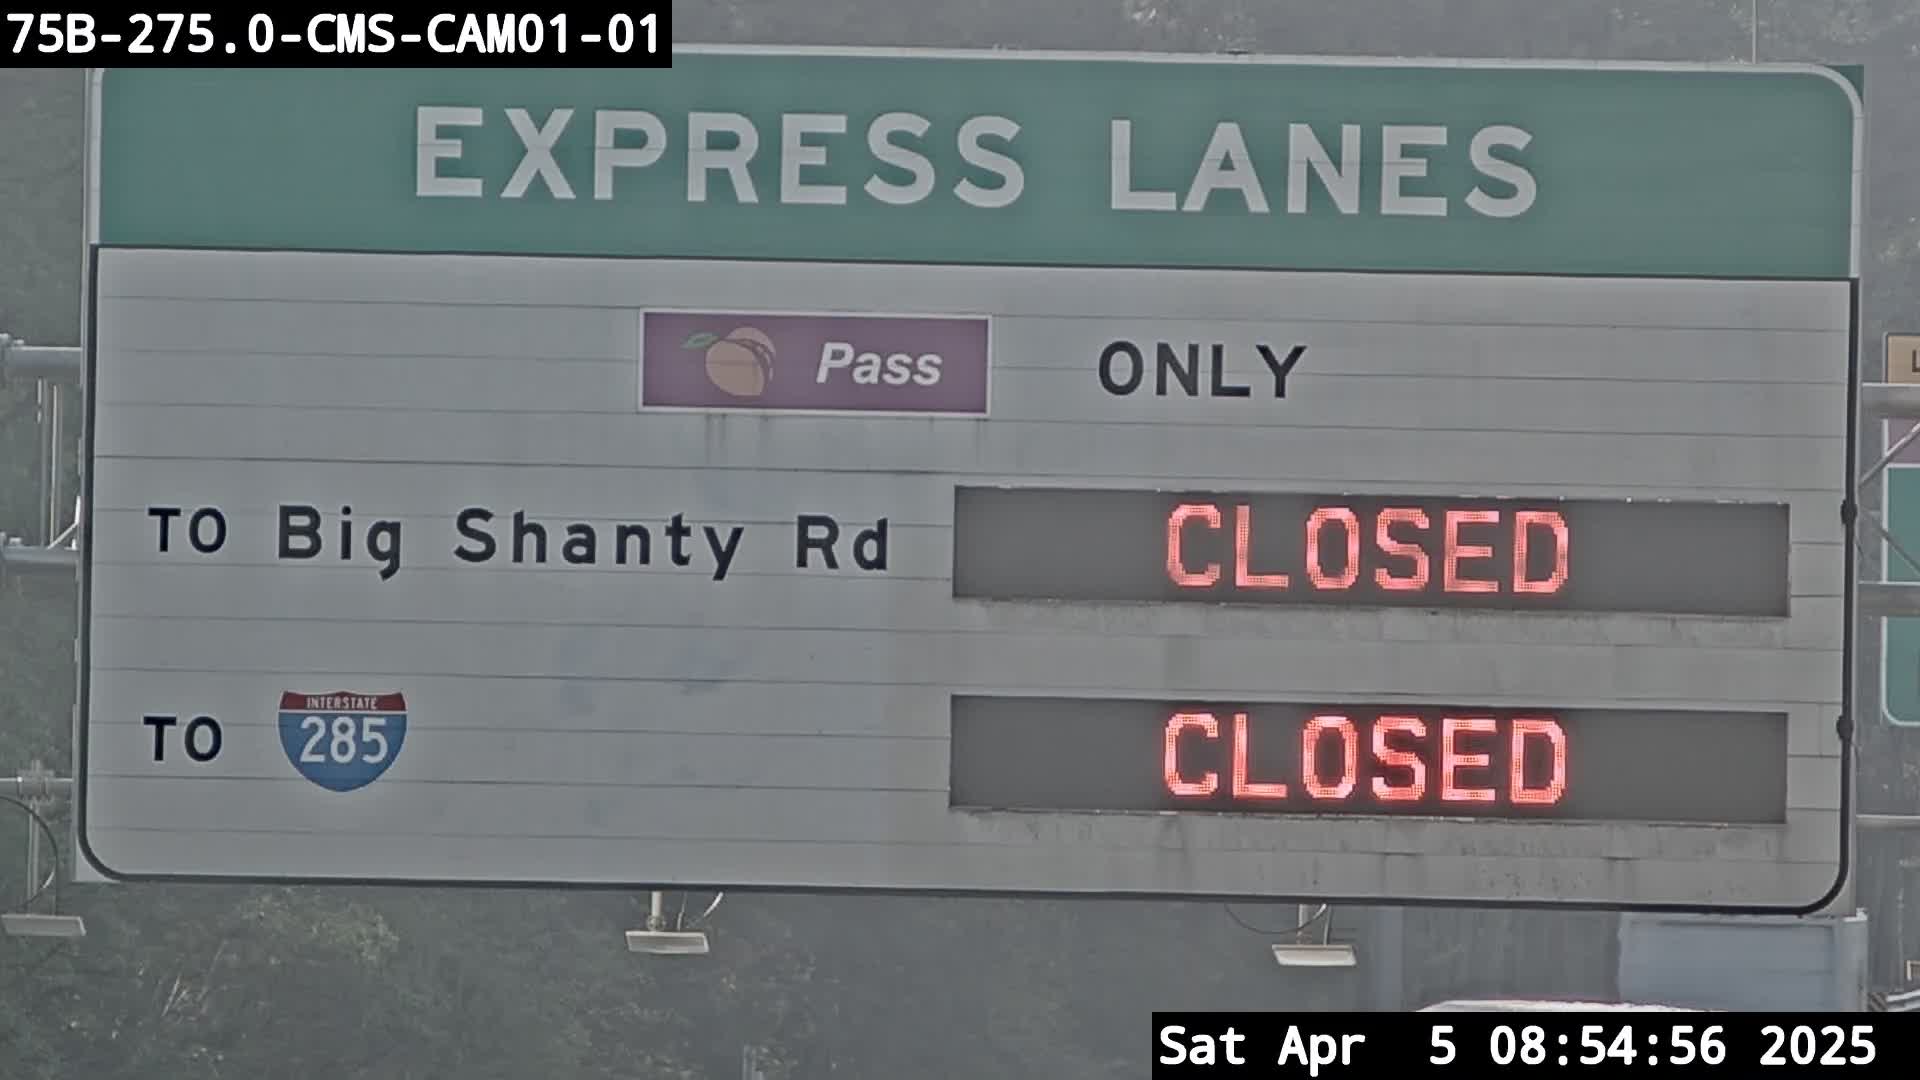 75B-275.0-CMS-CAM01-01
EXPRESS LANES
Pass ONLY
TO Big Shanty Rd CLOSED
TO INTERSTATE 285 CLOSED
Sat Apr 5 08:54:56 2025